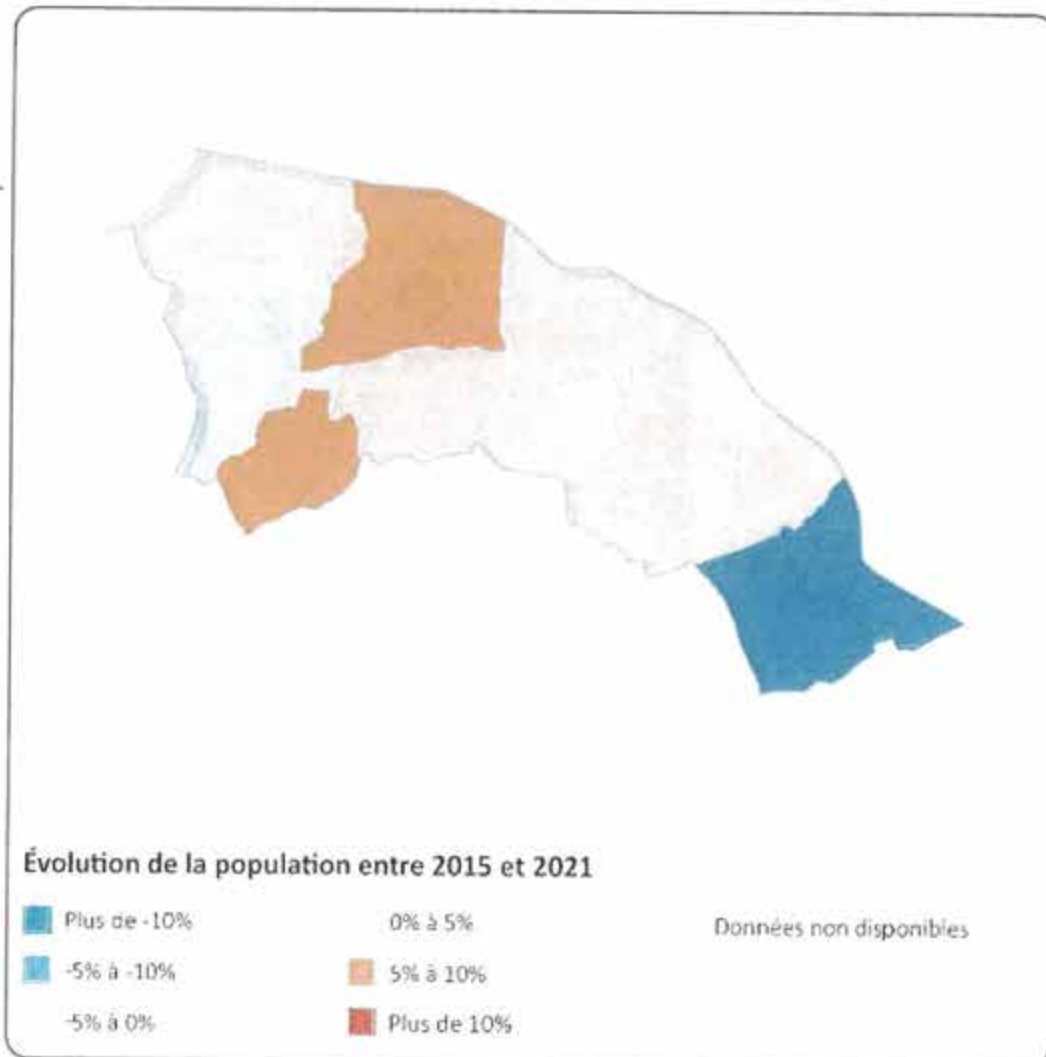 Évolution de la population entre 2015 et 2021
Plus de -10%
-5% à -10%
-5% à 0%
0% à 5%
5% à 10%
Plus de 10%
Données non disponibles